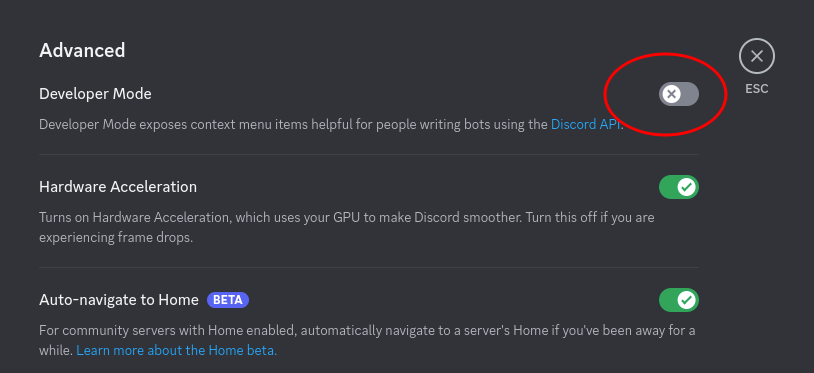 Advanced
Developer Mode
ESC
Developer Mode exposes context menu items helpful for people writing bots using the Discord API.
Hardware Acceleration
Turns on Hardware Acceleration, which uses your GPU to make Discord smoother. Turn this off if you are
experiencing frame drops.
Auto-navigate to Home BETA
For community servers with Home enabled, automatically navigate to a server's Home if you've been away for a
while. Learn more about the Home beta.